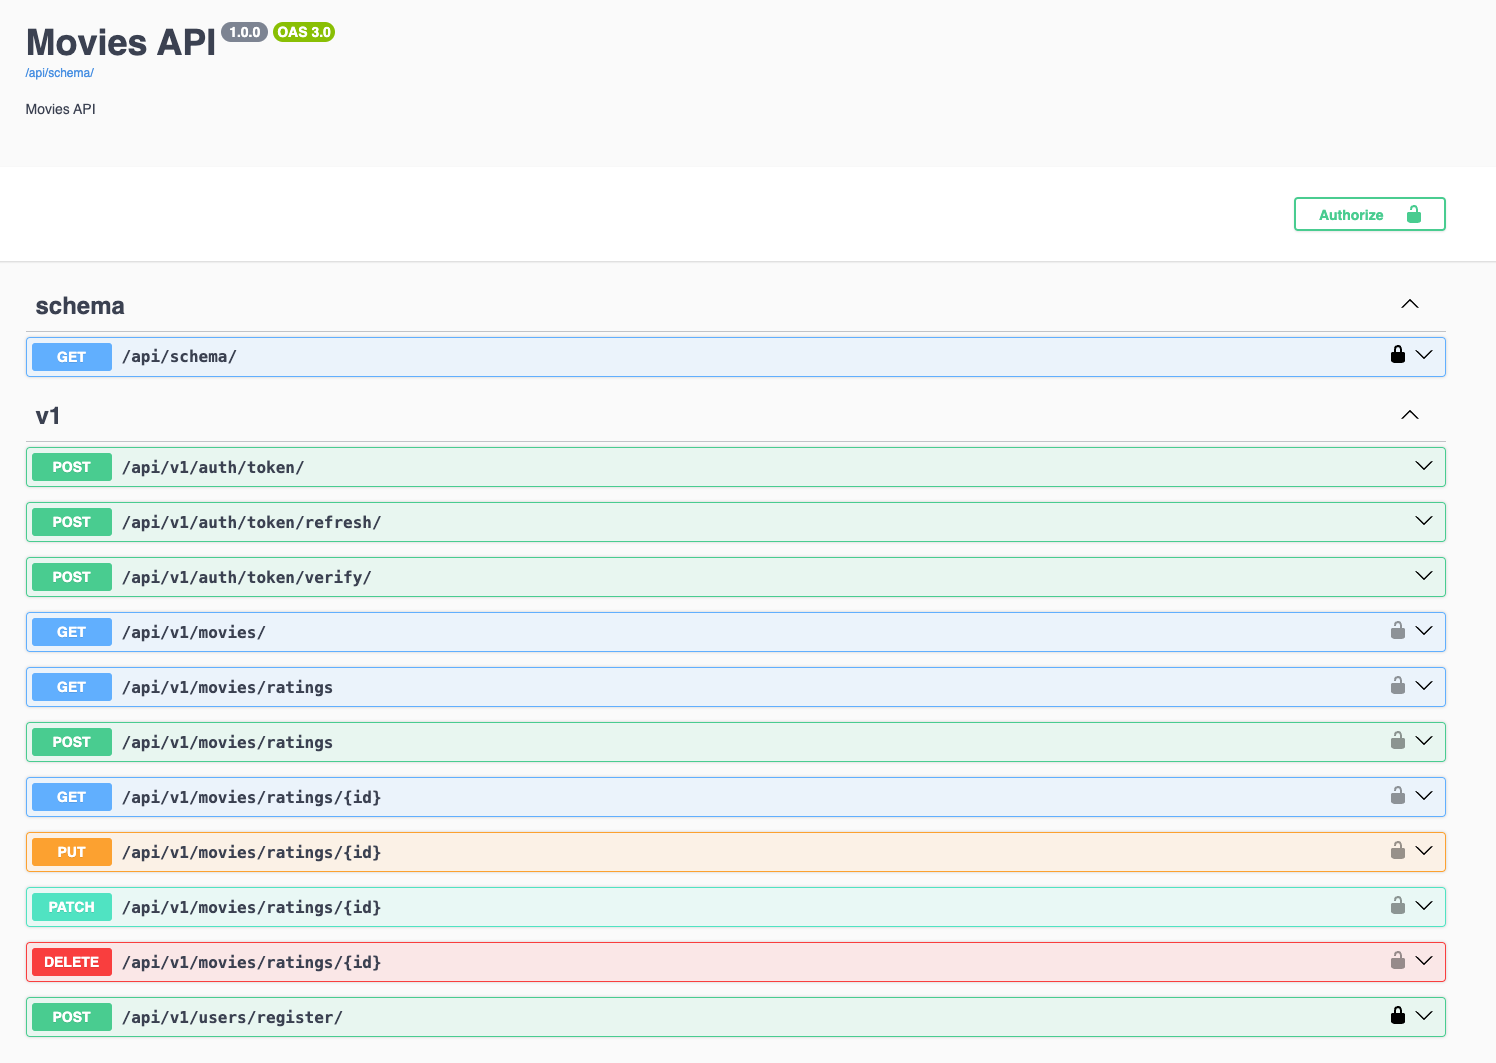 Movies API 1.0.0 OAS 3.0
/api/schema/
Movies API
Authorize
schema
GET /api/schema/
v1
POST /api/v1/auth/token/
POST /api/v1/auth/token/refresh/
POST /api/v1/auth/token/verify/
GET /api/v1/movies/
GET /api/v1/movies/ratings
POST /api/v1/movies/ratings
GET /api/v1/movies/ratings/{id}
PUT /api/v1/movies/ratings/{id}
PATCH /api/v1/movies/ratings/{id}
DELETE /api/v1/movies/ratings/{id}
POST /api/v1/users/register/